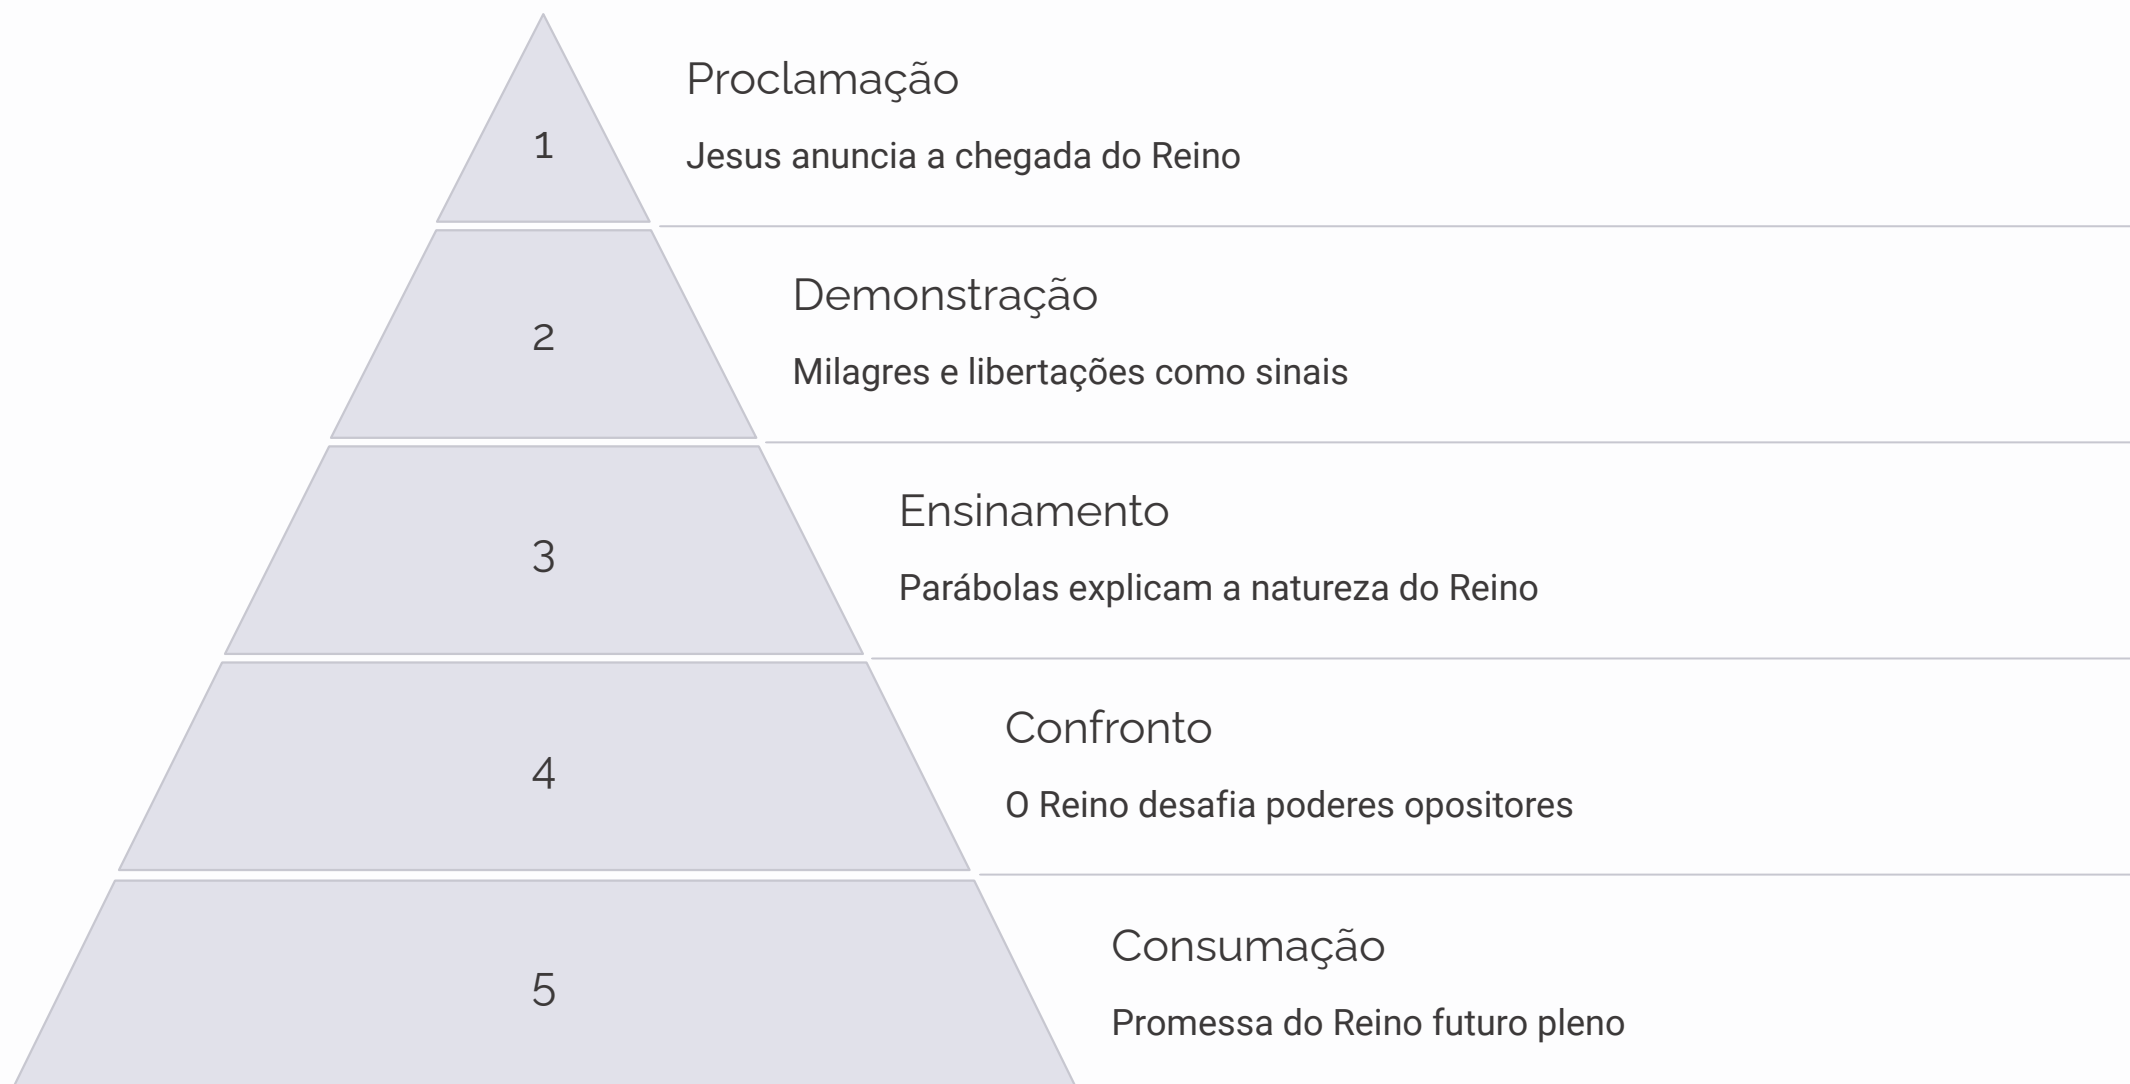 1
Proclamação
Jesus anuncia a chegada do Reino
2
Demonstração
Milagres e libertações como sinais
3
Ensinamento
Parábolas explicam a natureza do Reino
4
Confronto
O Reino desafia poderes opositores
5
Consumação
Promessa do Reino futuro pleno